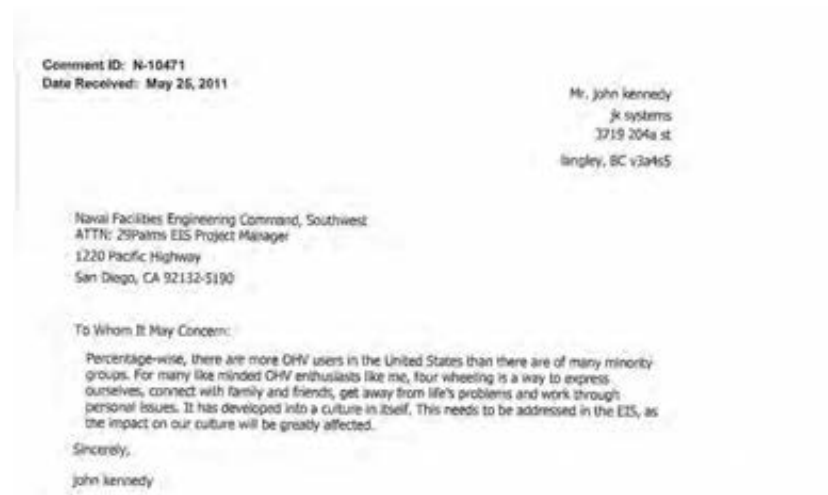 Comment ID: N-10471
Date Received: May 25, 2011
Mr. john kennedy
jk systems
3719 204a st
langley, BC v3a4s5
Naval Facilities Engineering Command, Southwest
ATTN: 29Palms EIS Project Manager
1220 Pacific Highway
San Diego, CA 92132-5190
To Whom It May Concern:
Percentage-wise, there are more OHV users in the United States than there are of many minority
groups. For many like minded OHV enthusiasts like me, four wheeling is a way to express
ourselves, connect with family and friends, get away from life's problems and work through
personal issues. It has developed into a culture in itself. This needs to be addressed in the EIS, as
the impact on our culture will be greatly affected.
Sincerely,
john kennedy